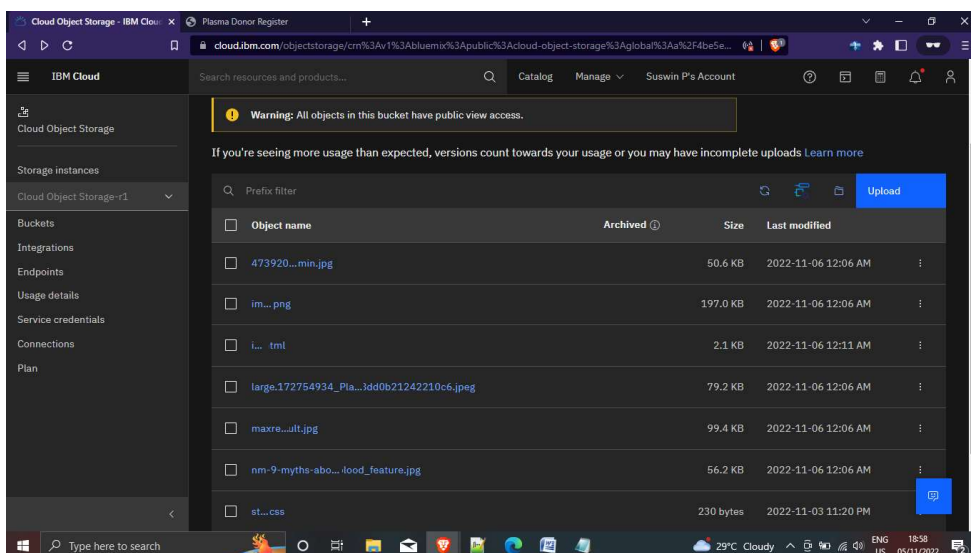 Cloud Object Storage - IBM Clou
Plasma Donor Register
cloud.ibm.com/objectstorage/crn%3Av1%3Abluemix%3Apublic%3Acloud-object-storage%3Aglobal%3Aa%2F4be5e...
IBM Cloud
Search resources and products...
Catalog
Manage
Suswin P's Account
Cloud Object Storage
Storage instances
Cloud Object Storage-r1
Buckets
Integrations
Endpoints
Usage details
Service credentials
Connections
Plan
Warning: All objects in this bucket have public view access.
If you're seeing more usage than expected, versions count towards your usage or you may have incomplete uploads Learn more
Prefix filter
Upload
Object name Archived Size Last modified
473920...min.jpg 50.6 KB 2022-11-06 12:06 AM
im... png 197.0 KB 2022-11-06 12:06 AM
i... tml 2.1 KB 2022-11-06 12:11 AM
large.172754934_Pla...3dd0b21242210c6.jpeg 79.2 KB 2022-11-06 12:06 AM
maxre...ult.jpg 99.4 KB 2022-11-06 12:06 AM
nm-9-myths-abo... lood_feature.jpg 56.2 KB 2022-11-06 12:06 AM
st...css 230 bytes 2022-11-03 11:20 PM
Type here to search
29°C Cloudy
ENG
US
18:58
05/11/2022